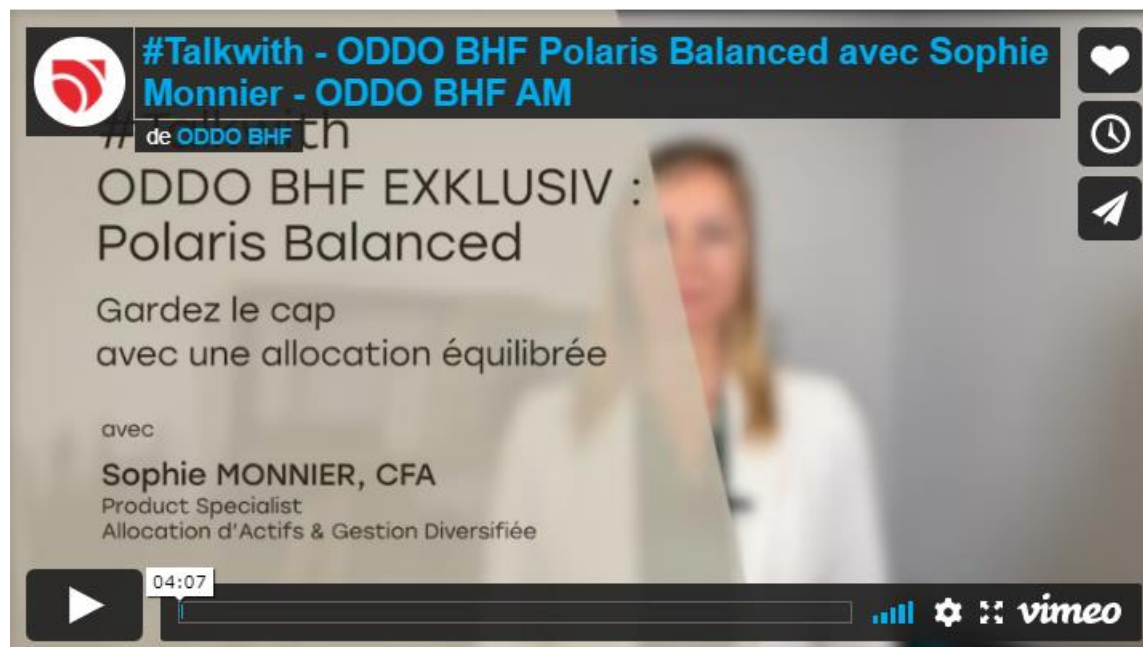 #Talkwith - ODDO BHF Polaris Balanced avec Sophie
Monnier - ODDO BHF AM
de ODDO BHF
#Talkwith
ODDO BHF EXKLUSIV :
Polaris Balanced
Gardez le cap
avec une allocation équilibrée
avec
Sophie MONNIER, CFA
Product Specialist
Allocation d'Actifs & Gestion Diversifiée
04:07
vimeo